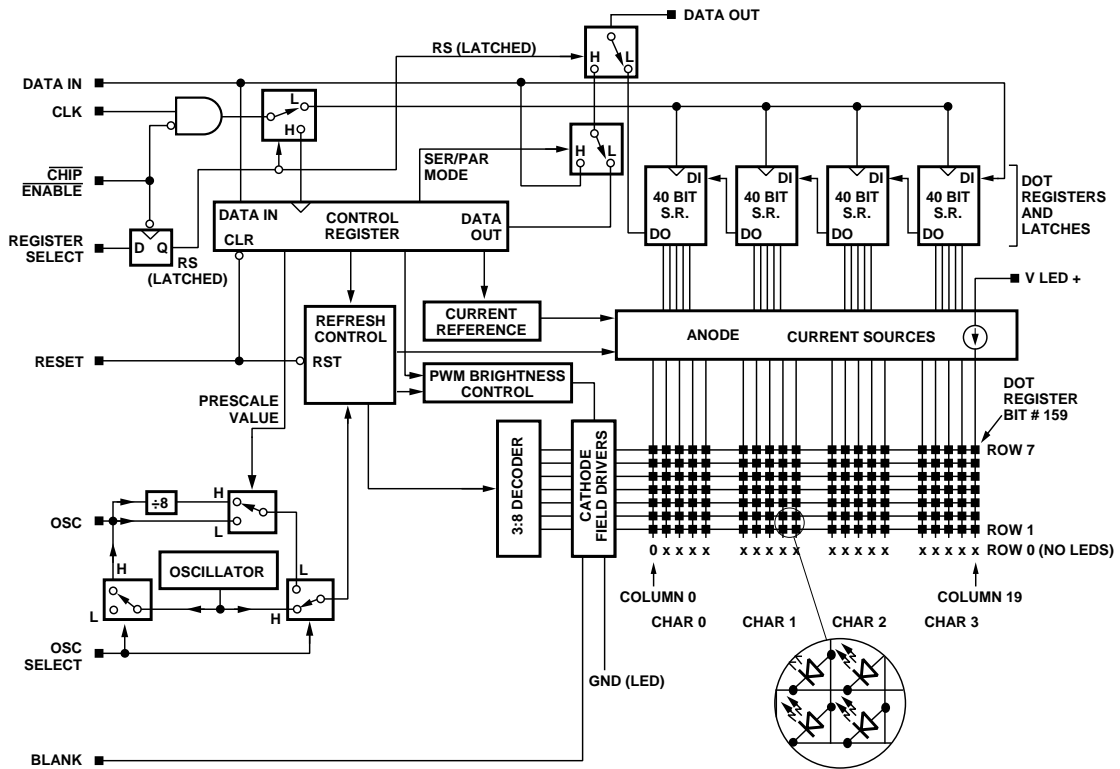 DATA OUT
RS (LATCHED)
H
L
DATA IN
CLK
L
H
CHIP
ENABLE
SER/PAR
MODE
H
L
DI
40 BIT
S.R.
DO
DI
40 BIT
S.R.
DI
40 BIT
S.R.
DI
40 BIT
S.R.
DO
DOT
REGISTERS
AND
LATCHES
REGISTER
SELECT
D Q
RS
(LATCHED)
DATA IN
CLR
CONTROL
REGISTER
DATA
OUT
V LED +
REFRESH
CONTROL
RST
CURRENT
REFERENCE
ANODE CURRENT SOURCES
RESET
PWM BRIGHTNESS
CONTROL
PRESCALE
VALUE
DOT
REGISTER
BIT # 159
3:8 DECODER
CATHODE
FIELD DRIVERS
ROW 7
ROW 1
0 x x x x x x x x x x x x x x x x x x x
ROW 0 (NO LEDS)
OSC
÷8
H
L
H
L
OSCILLATOR
L
H
OSC
SELECT
COLUMN 0
COLUMN 19
CHAR 0
CHAR 1
CHAR 2
CHAR 3
GND (LED)
BLANK